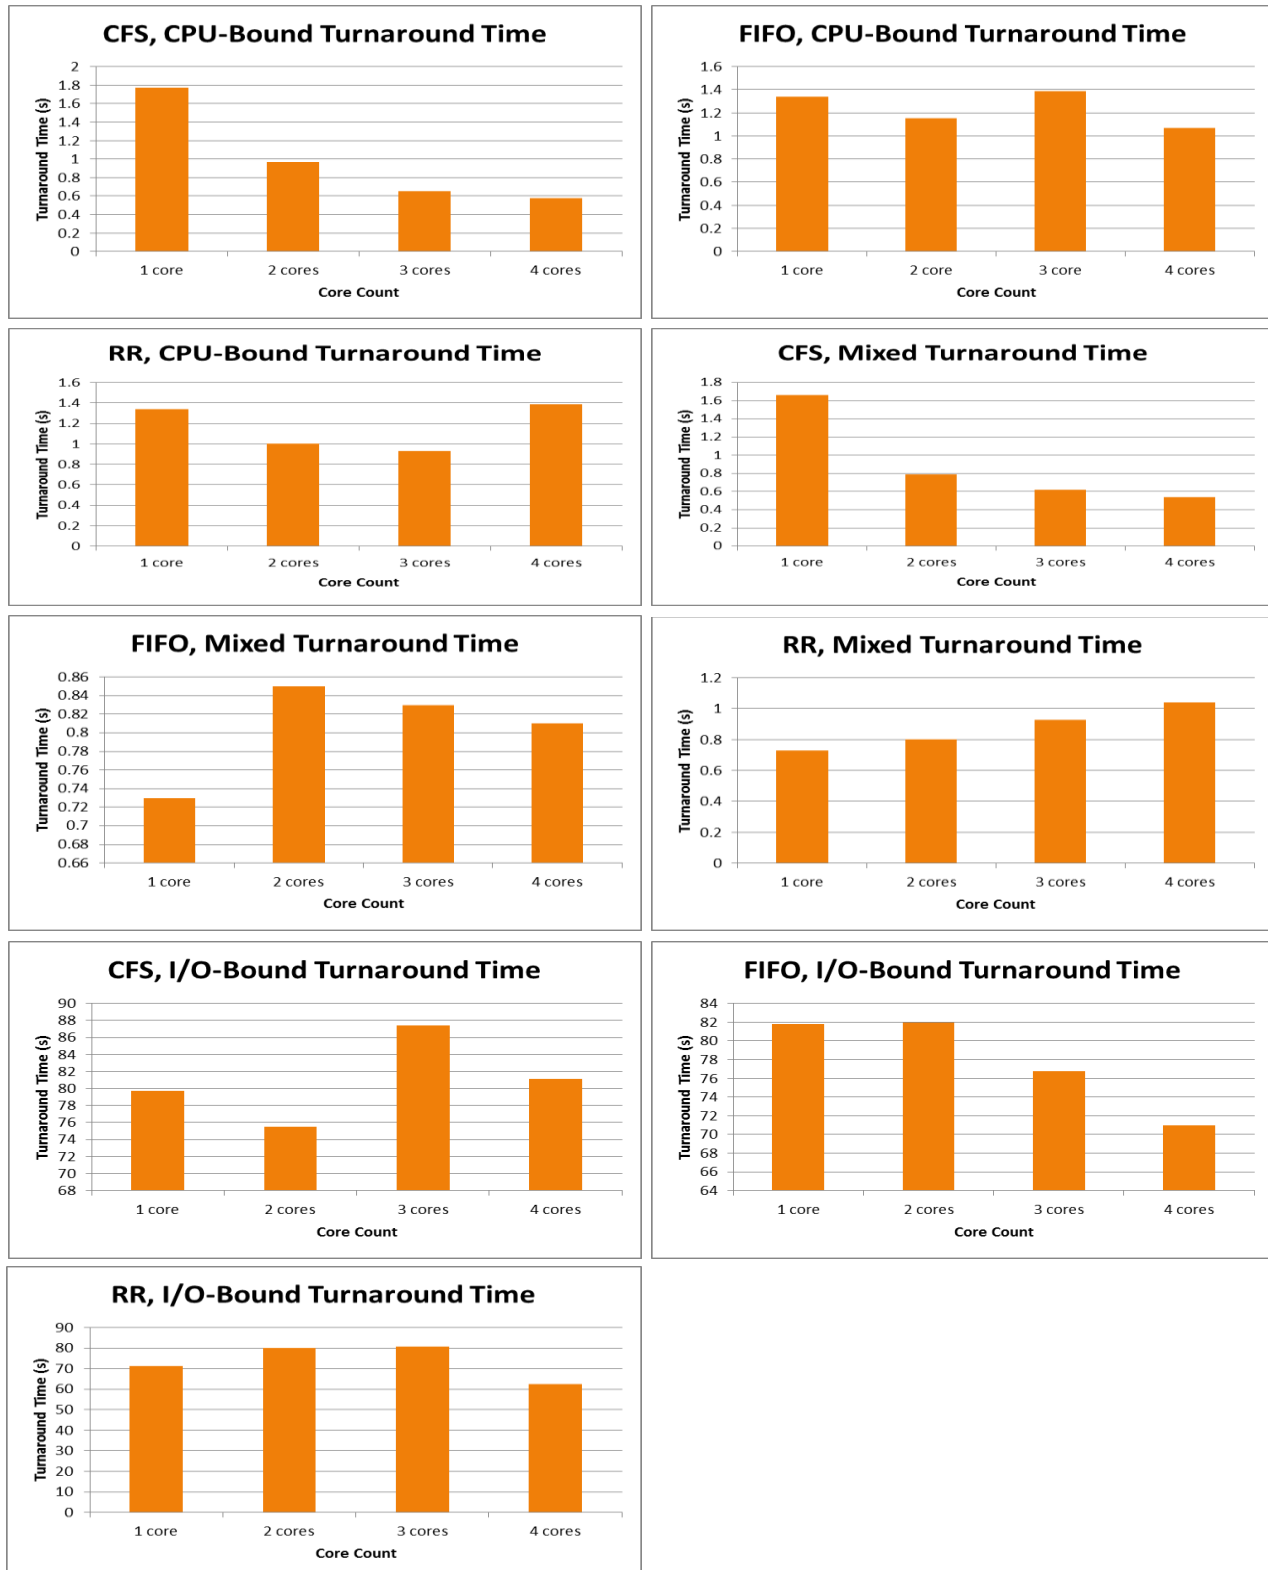 CFS, CPU-Bound Turnaround Time
Turnaround Time (s)
2
1.8
1.6
1.4
1.2
1
0.8
0.6
0.4
0.2
0
1 core 2 cores 3 cores 4 cores
Core Count
FIFO, CPU-Bound Turnaround Time
Turnaround Time (s)
1.6
1.4
1.2
1
0.8
0.6
0.4
0.2
0
1 core 2 core 3 core 4 cores
Core Count
RR, CPU-Bound Turnaround Time
Turnaround Time (s)
1.6
1.4
1.2
1
0.8
0.6
0.4
0.2
0
1 core 2 cores 3 cores 4 cores
Core Count
CFS, Mixed Turnaround Time
Turnaround Time (s)
1.8
1.6
1.4
1.2
1
0.8
0.6
0.4
0.2
0
1 core 2 cores 3 cores 4 cores
Core Count
FIFO, Mixed Turnaround Time
Turnaround Time (s)
0.86
0.84
0.82
0.8
0.78
0.76
0.74
0.72
0.7
0.68
0.66
1 core 2 cores 3 cores 4 cores
Core Count
RR, Mixed Turnaround Time
Turnaround Time (s)
1.2
1
0.8
0.6
0.4
0.2
0
1 core 2 cores 3 cores 4 cores
Core Count
CFS, I/O-Bound Turnaround Time
Turnaround Time (s)
90
88
86
84
82
80
78
76
74
72
70
68
1 core 2 cores 3 cores 4 cores
Core Count
FIFO, I/O-Bound Turnaround Time
Turnaround Time (s)
84
82
80
78
76
74
72
70
68
66
64
1 core 2 cores 3 cores 4 cores
Core Count
RR, I/O-Bound Turnaround Time
Turnaround Time (s)
90
80
70
60
50
40
30
20
10
0
1 core 2 cores 3 cores 4 cores
Core Count